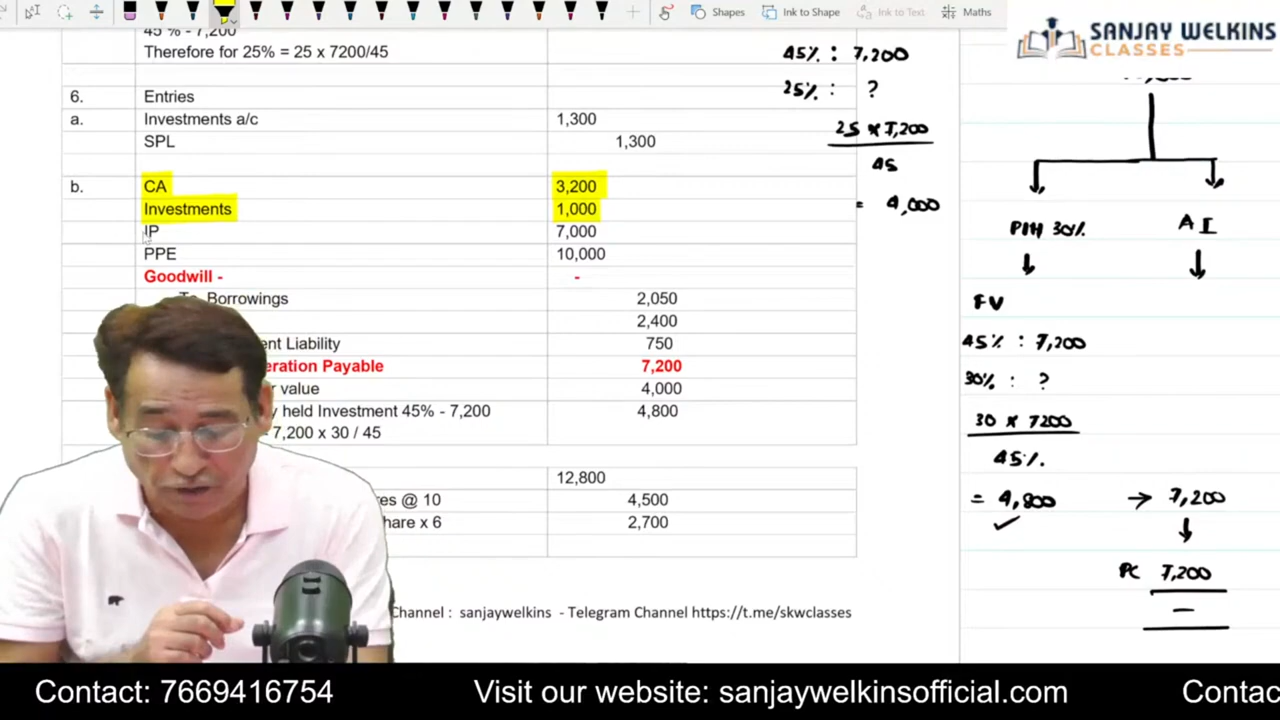 Shapes
Ink to Shape
Ink to Text
Maths
SANJAY WELKINS
CLASSES
45 % - 7,200
Therefore for 25% = 25 x 7200/45
6. Entries
a. Investments a/c 1,300
SPL 1,300
b. CA 3,200
Investments 1,000
IP 7,000
PPE 10,000
Goodwill - -
Borrowings 2,050
2,400
ent Liability 750
eration Payable 7,200
r value 4,000
y held Investment 45% - 7,200 4,800
7,200 x 30 / 45
12,800
es @ 10 4,500
hare x 6 2,700
Channel : sanjaywelkins - Telegram Channel https://t.me/skwclasses
45% : 7,200
25% : ?
25 x 7,200
45
= 4,000
PIH 30%
AI
FV
45% : 7,200
30% : ?
30 x 7200
45%.
= 4,800
→ 7,200
PC 7,200
—
Contact: 7669416754
Visit our website: sanjaywelkinsofficial.com
Contac